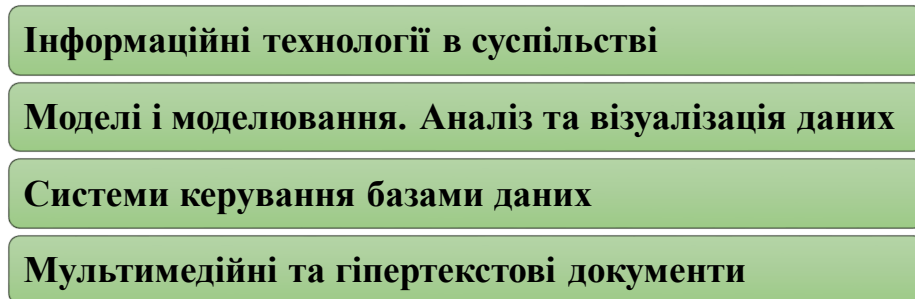 Інформаційні технології в суспільстві
Моделі і моделювання. Аналіз та візуалізація даних
Системи керування базами даних
Мультимедійні та гіпертекстові документи